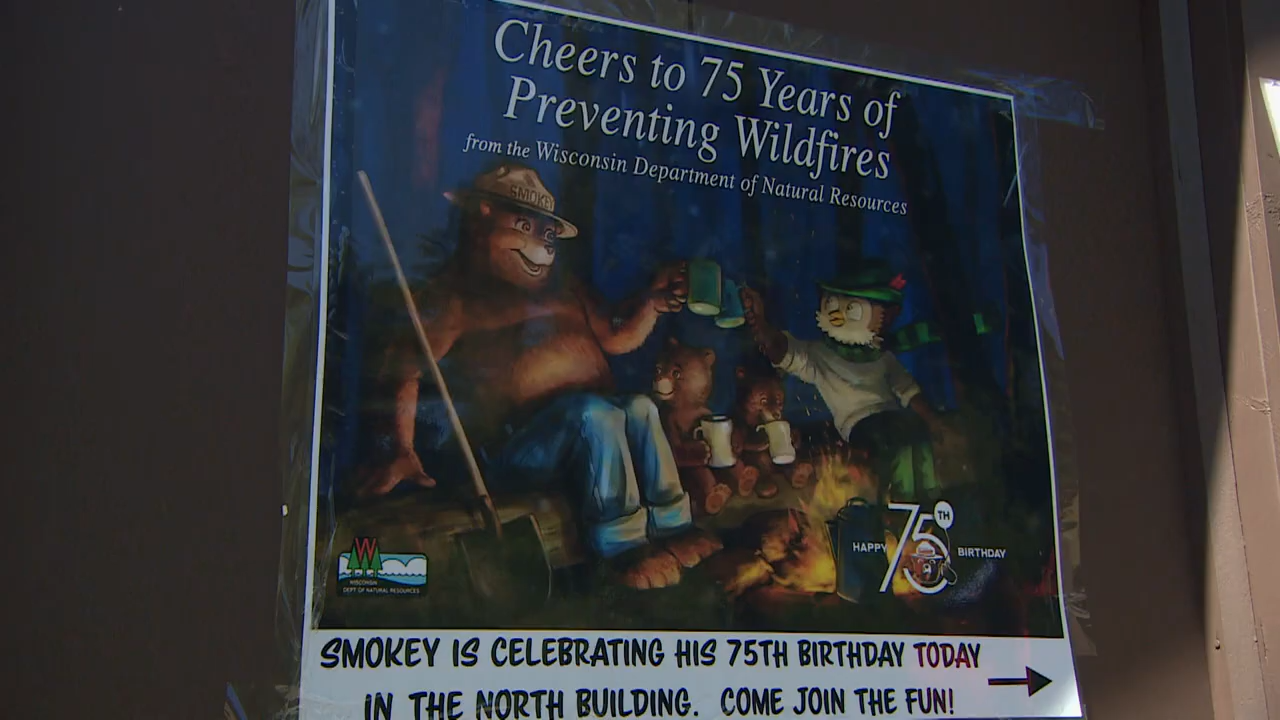 Cheers to 75 Years of
Preventing Wildfires
from the Wisconsin Department of Natural Resources
SMOKEY
W
WISCONSIN
DEPT OF NATURAL RESOURCES
HAPPY 75TH BIRTHDAY
SMOKEY IS CELEBRATING HIS 75TH BIRTHDAY TODAY
IN THE NORTH BUILDING. COME JOIN THE FUN!